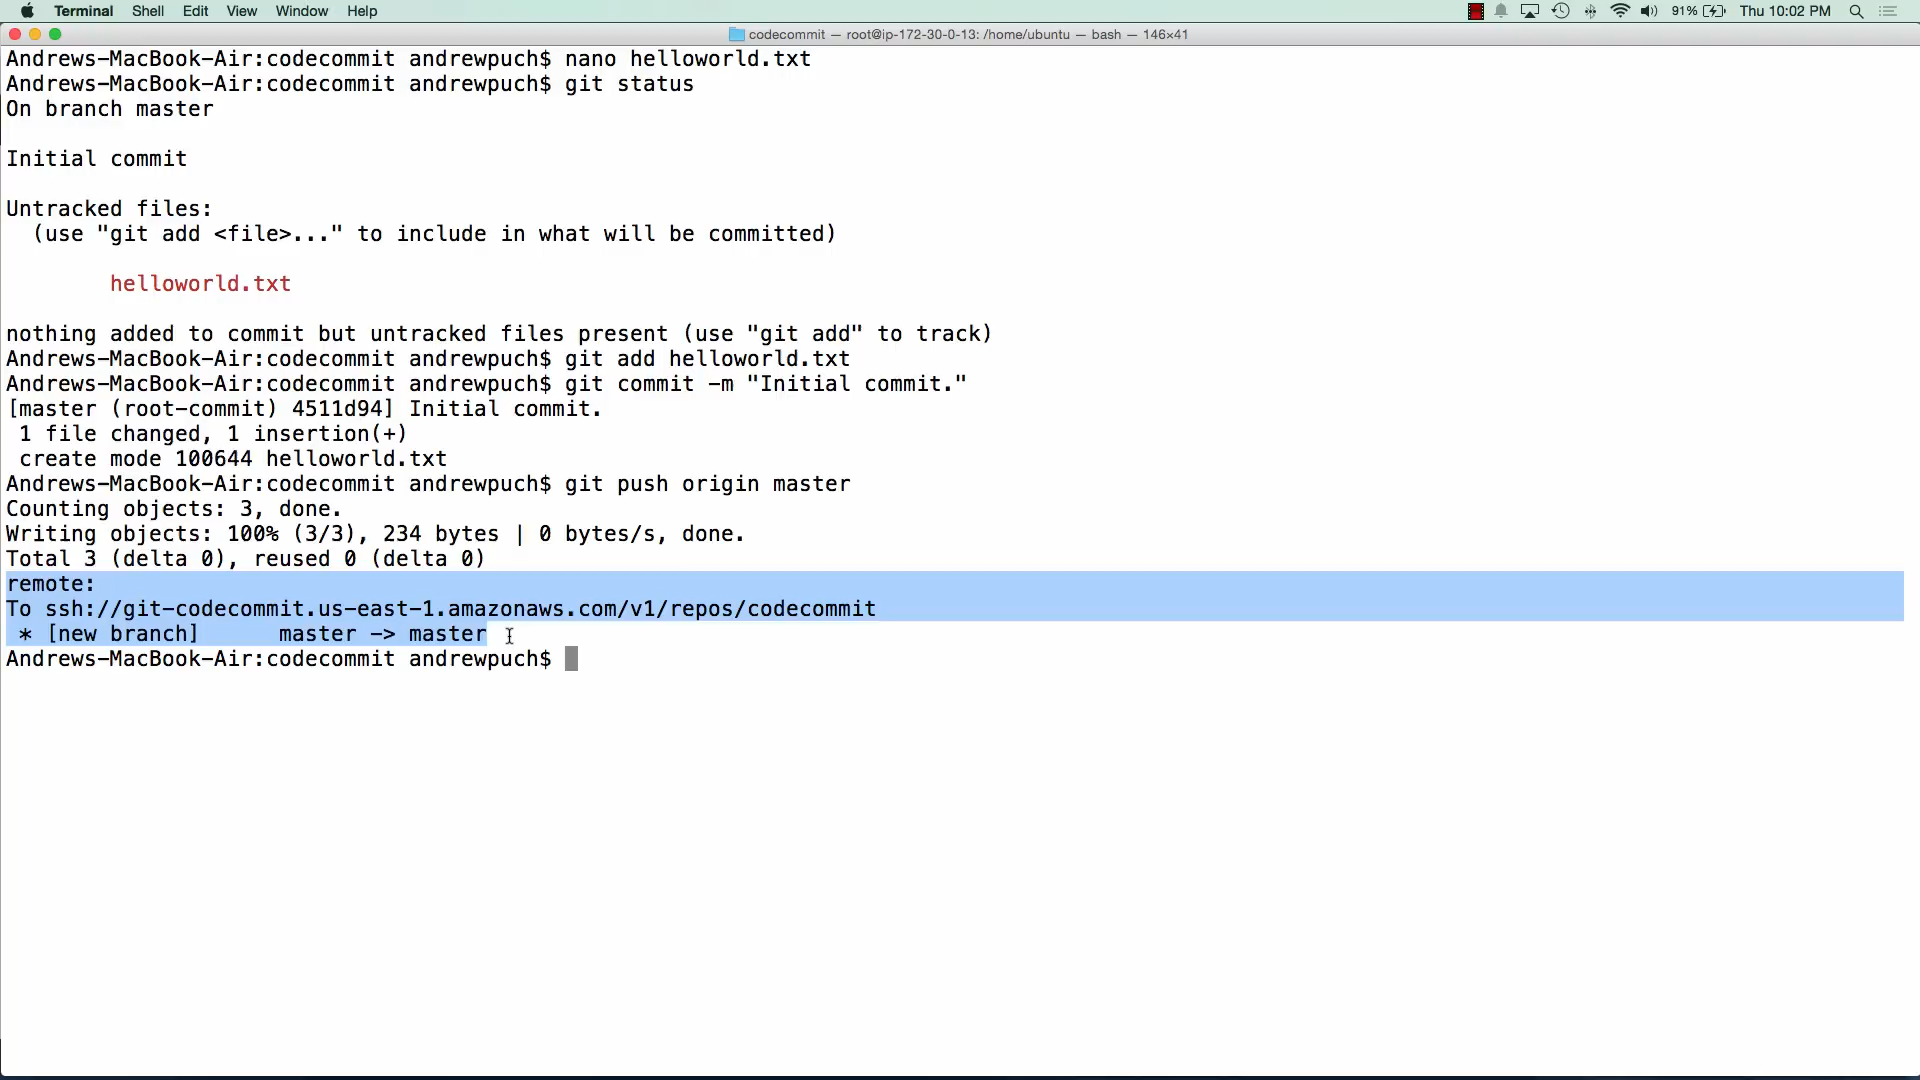 Terminal Shell Edit View Window Help 91% Thu 10:02 PM
codecommit — root@ip-172-30-0-13: /home/ubuntu — bash — 146×41
Andrews-MacBook-Air:codecommit andrewpuch$ nano helloworld.txt
Andrews-MacBook-Air:codecommit andrewpuch$ git status
On branch master
Initial commit
Untracked files:
(use "git add <file>..." to include in what will be committed)
helloworld.txt
nothing added to commit but untracked files present (use "git add" to track)
Andrews-MacBook-Air:codecommit andrewpuch$ git add helloworld.txt
Andrews-MacBook-Air:codecommit andrewpuch$ git commit -m "Initial commit."
[master (root-commit) 4511d94] Initial commit.
1 file changed, 1 insertion(+)
create mode 100644 helloworld.txt
Andrews-MacBook-Air:codecommit andrewpuch$ git push origin master
Counting objects: 3, done.
Writing objects: 100% (3/3), 234 bytes | 0 bytes/s, done.
Total 3 (delta 0), reused 0 (delta 0)
remote:
To ssh://git-codecommit.us-east-1.amazonaws.com/v1/repos/codecommit
* [new branch] master -> master
Andrews-MacBook-Air:codecommit andrewpuch$